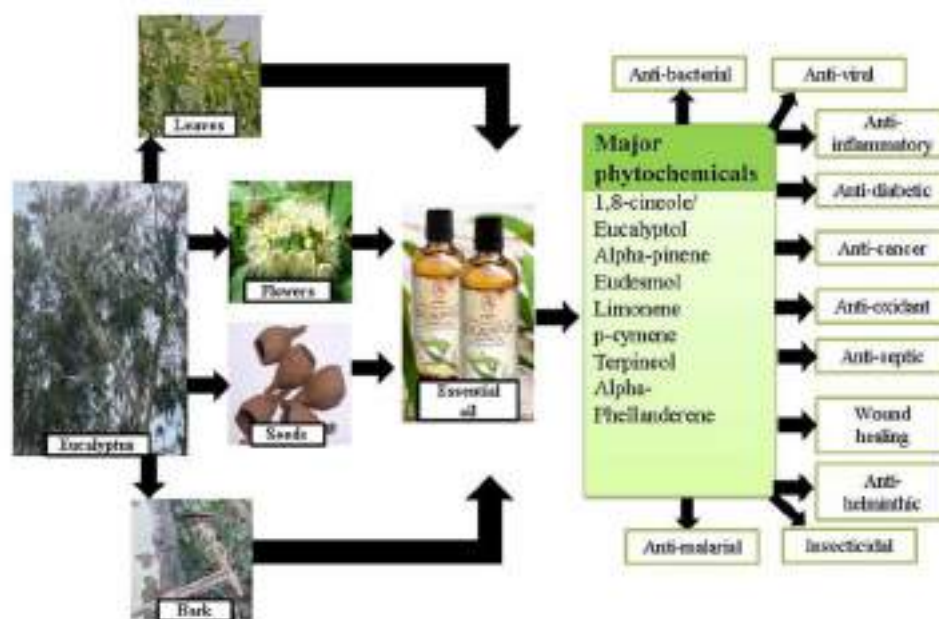 Leaves
Eucalyptus
Flowers
Seeds
Bark
Essential
oil
Major
phytochemicals
1,8-cineole/
Eucalyptol
Alpha-pinene
Eudesmol
Limonene
p-cymene
Terpineol
Alpha-
Phellanderene
Anti-bacterial
Anti-viral
Anti-
inflammatory
Anti-diabetic
Anti-cancer
Anti-oxidant
Anti-septic
Wound
healing
Anti-
helminthic
Insecticidal
Anti-malarial